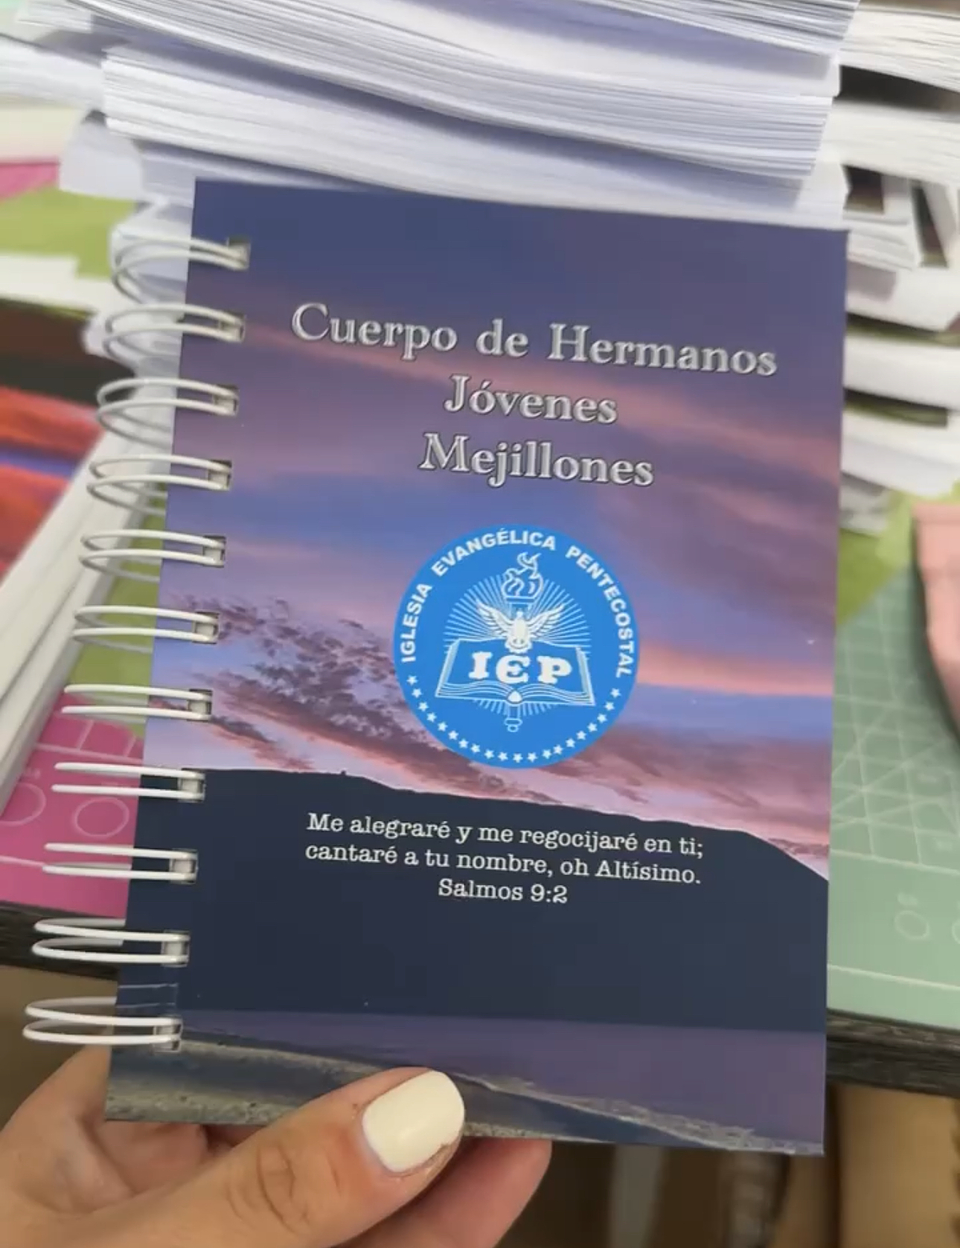 Cuerpo de Hermanos
Jóvenes
Mejillones
IGLESIA EVANGÉLICA PENTECOSTAL
IEP
Me alegraré y me regocijaré en ti;
cantaré a tu nombre, oh Altísimo.
Salmos 9:2